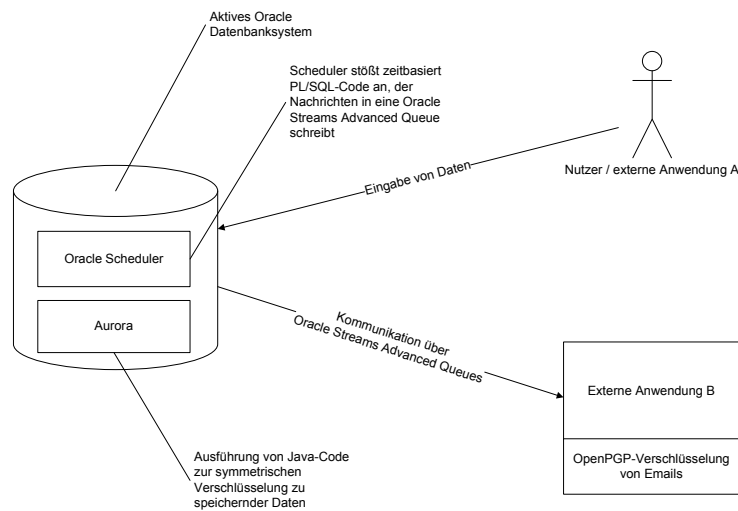 Aktives Oracle
Datenbanksystem
Scheduler stößt zeitbasiert
PL/SQL-Code an, der
Nachrichten in eine Oracle
Streams Advanced Queue
schreibt
Nutzer / externe Anwendung A
Eingabe von Daten
Oracle Scheduler
Aurora
Kommunikation über
Oracle Streams Advanced Queues
Externe Anwendung B
OpenPGP-Verschlüsselung
von Emails
Ausführung von Java-Code
zur symmetrischen
Verschlüsselung zu
speichernder Daten